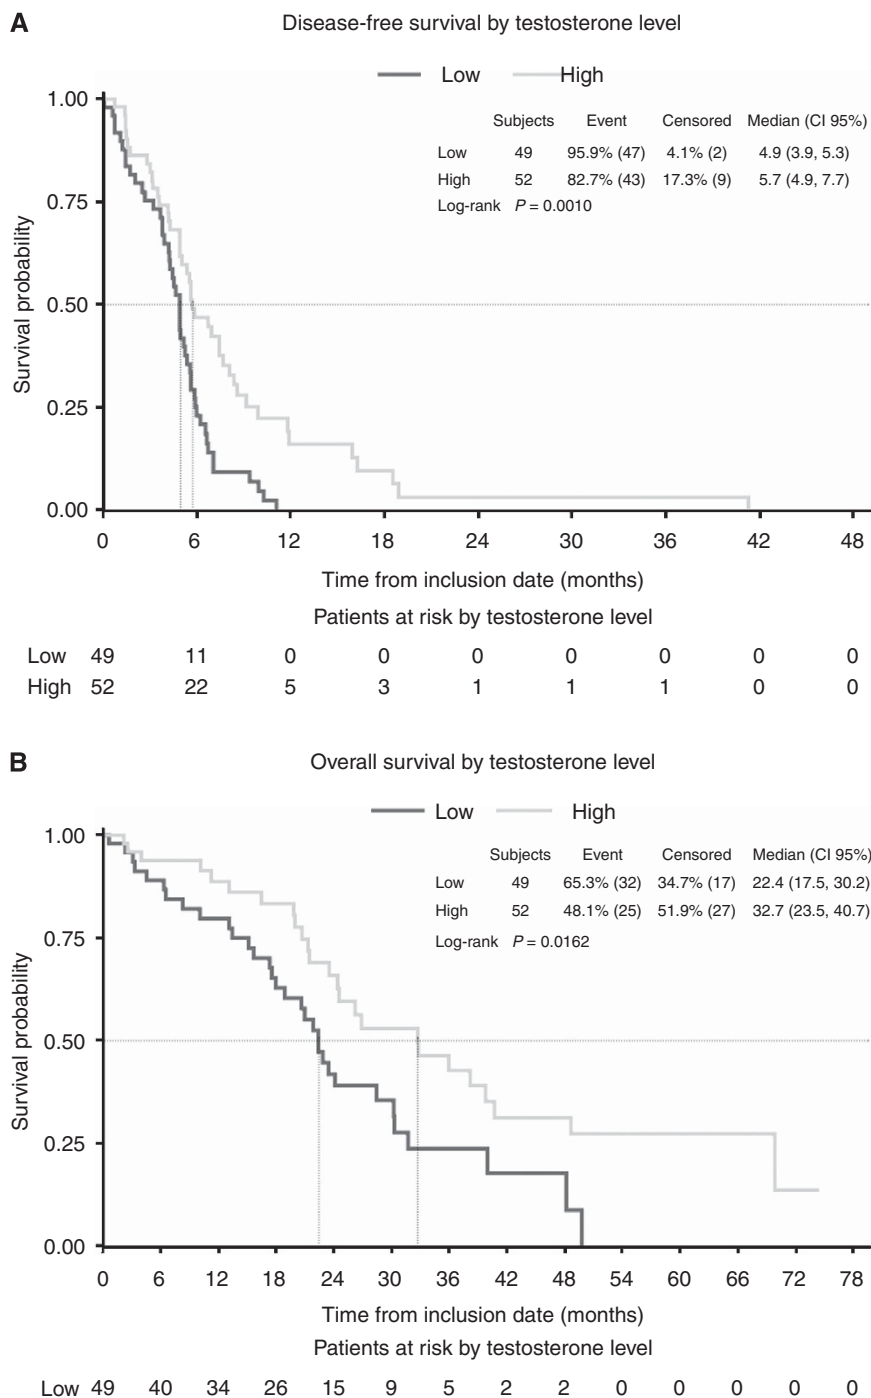 A
Disease-free survival by testosterone level
Low High
Subjects Event Censored Median (CI 95%)
Low 49 95.9% (47) 4.1% (2) 4.9 (3.9, 5.3)
High 52 82.7% (43) 17.3% (9) 5.7 (4.9, 7.7)
Log-rank P = 0.0010
Survival probability
1.00
0.75
0.50
0.25
0.00
0 6 12 18 24 30 36 42 48
Time from inclusion date (months)
Patients at risk by testosterone level
Low 49 11 0 0 0 0 0 0 0
High 52 22 5 3 1 1 1 0 0
B
Overall survival by testosterone level
Low High
Subjects Event Censored Median (CI 95%)
Low 49 65.3% (32) 34.7% (17) 22.4 (17.5, 30.2)
High 52 48.1% (25) 51.9% (27) 32.7 (23.5, 40.7)
Log-rank P = 0.0162
Survival probability
1.00
0.75
0.50
0.25
0.00
0 6 12 18 24 30 36 42 48 54 60 66 72 78
Time from inclusion date (months)
Patients at risk by testosterone level
Low 49 40 34 26 15 9 5 2 2 0 0 0 0 0